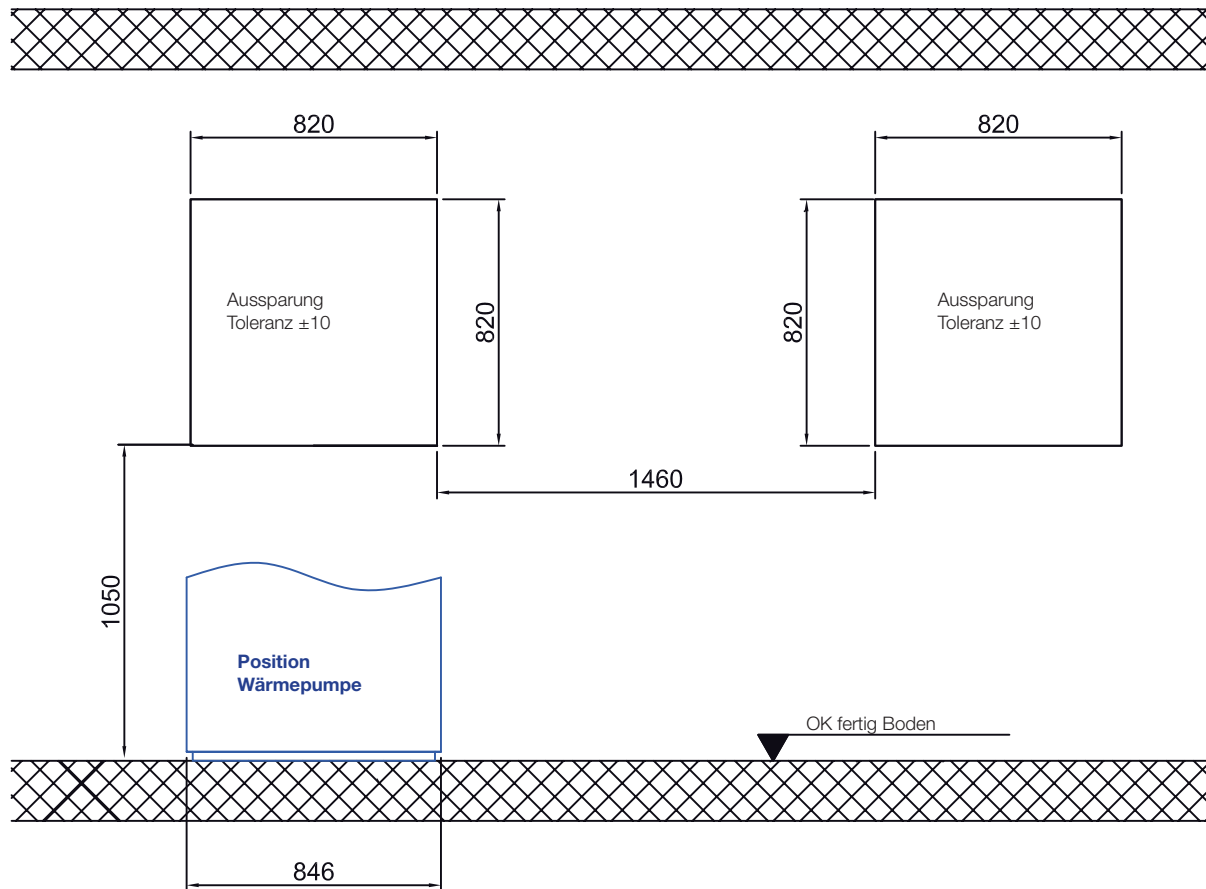 820
820
Aussparung
Toleranz ±10
820
820
Aussparung
Toleranz ±10
1460
1050
Position
Wärmepumpe
OK fertig Boden
846